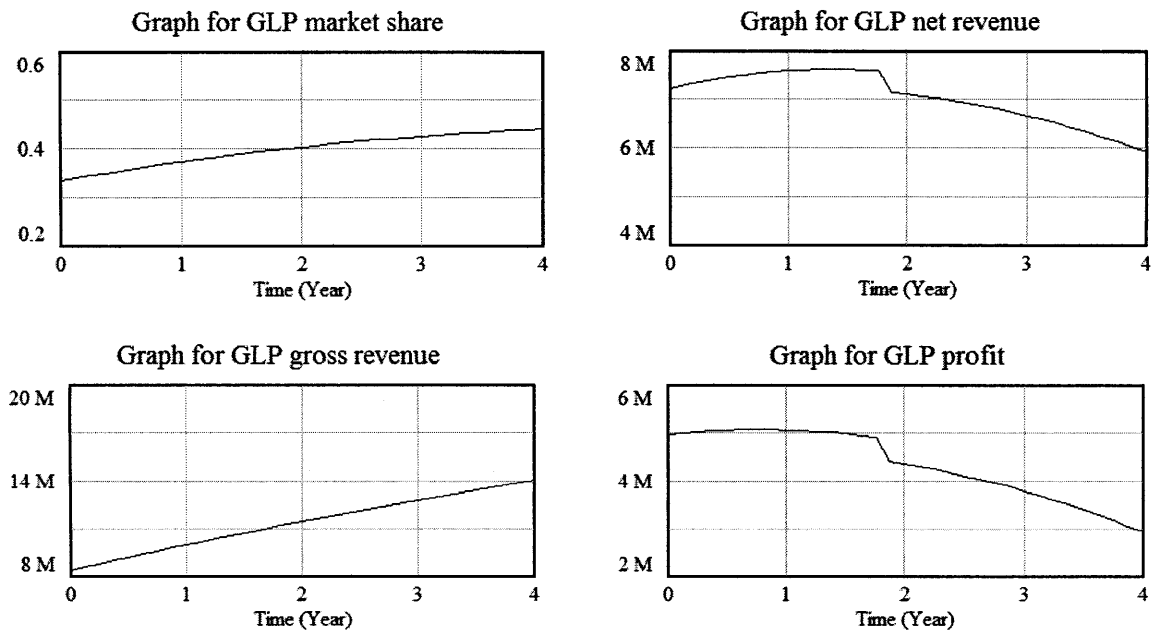 Graph for GLP market share
0.6
0.4
0.2
0 1 2 3 4
Time (Year)
Graph for GLP net revenue
8 M
6 M
4 M
0 1 2 3 4
Time (Year)
Graph for GLP gross revenue
20 M
14 M
8 M
0 1 2 3 4
Time (Year)
Graph for GLP profit
6 M
4 M
2 M
0 1 2 3 4
Time (Year)